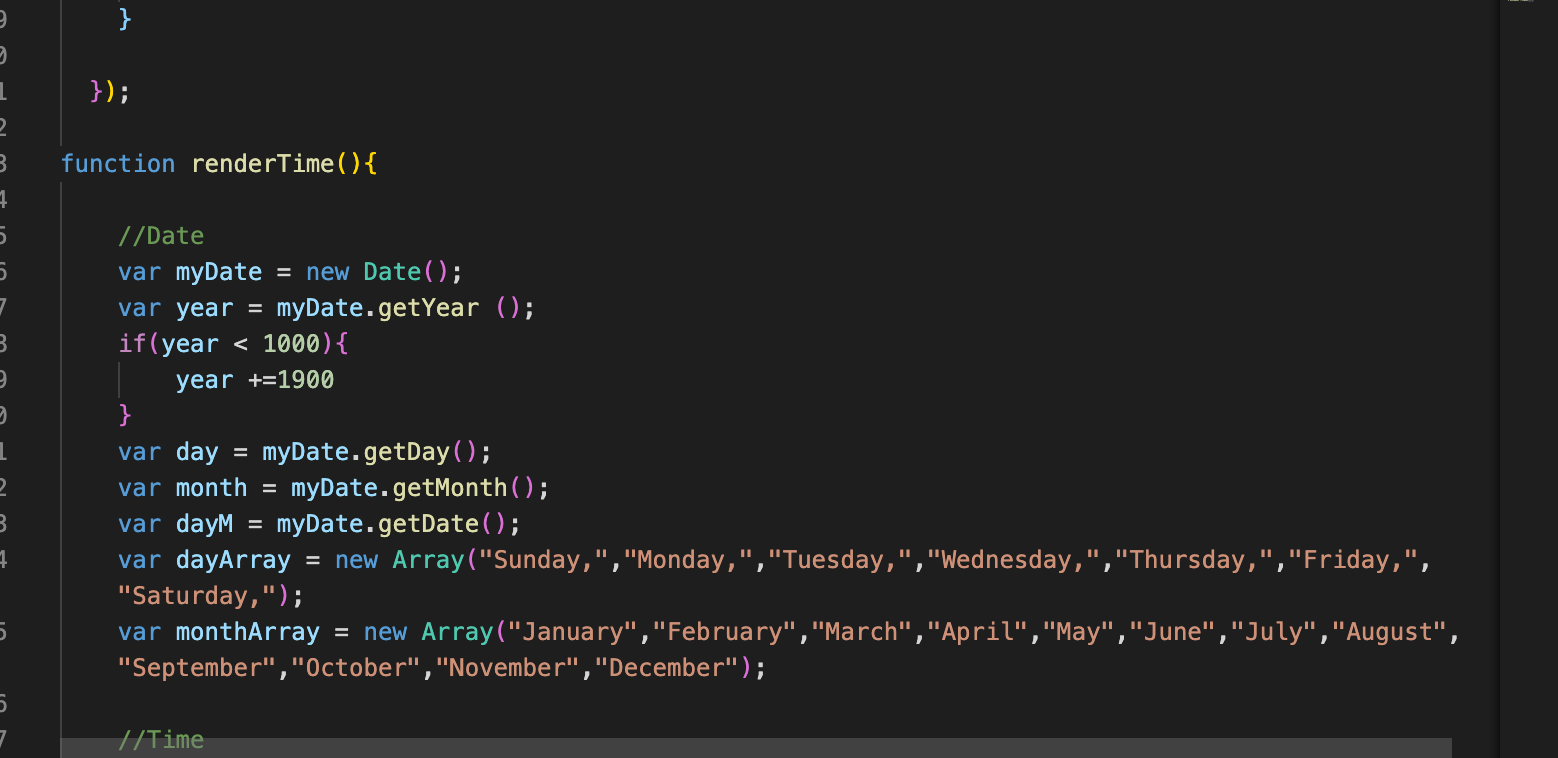 9 }
0
1 });
2
3 function renderTime(){
4
5 //Date
6 var myDate = new Date();
7 var year = myDate.getYear ();
8 if(year < 1000){
9 year +=1900
0 }
1 var day = myDate.getDay();
2 var month = myDate.getMonth();
3 var dayM = myDate.getDate();
4 var dayArray = new Array("Sunday,","Monday,","Tuesday,","Wednesday,","Thursday,","Friday,",
"Saturday,");
5 var monthArray = new Array("January","February","March","April","May","June","July","August",
"September","October","November","December");
6
7 //Time